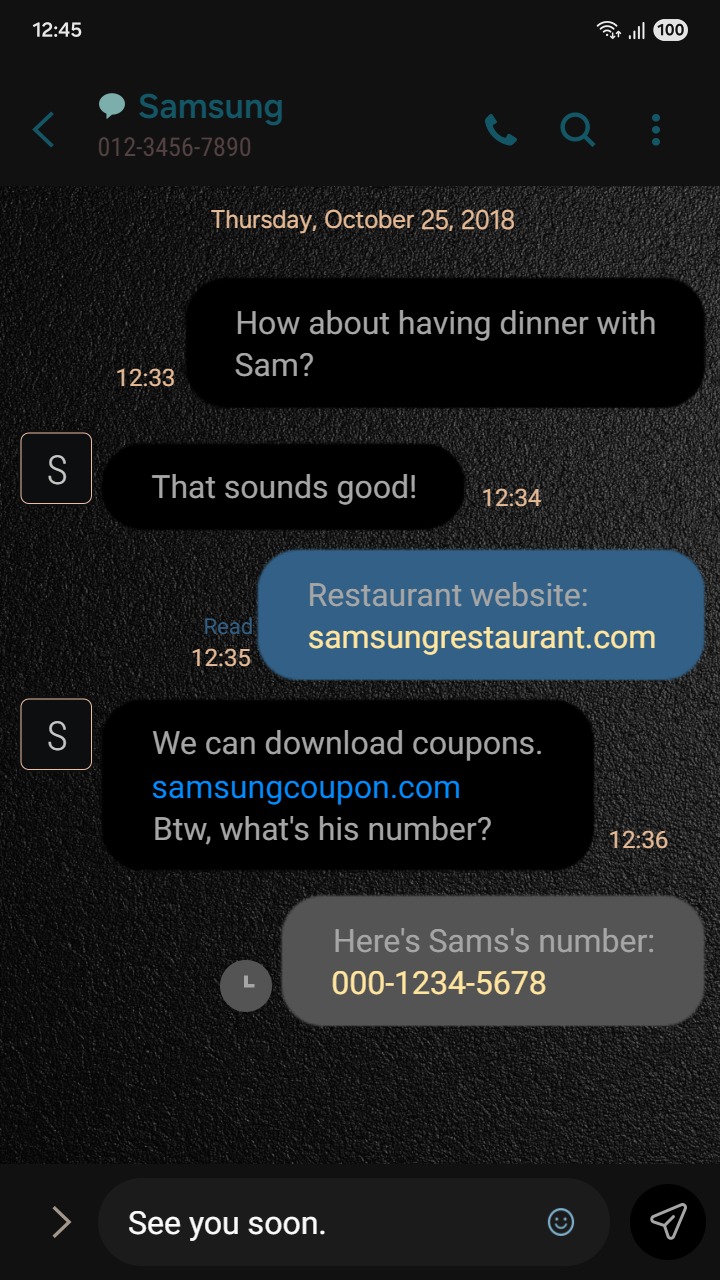 12:45
100
Samsung
012-3456-7890
Thursday, October 25, 2018
How about having dinner with
Sam?
12:33
S
That sounds good!
12:34
Restaurant website:
samsungrestaurant.com
Read
12:35
S
We can download coupons.
samsungcoupon.com
Btw, what's his number?
12:36
Here's Sams's number:
000-1234-5678
See you soon.